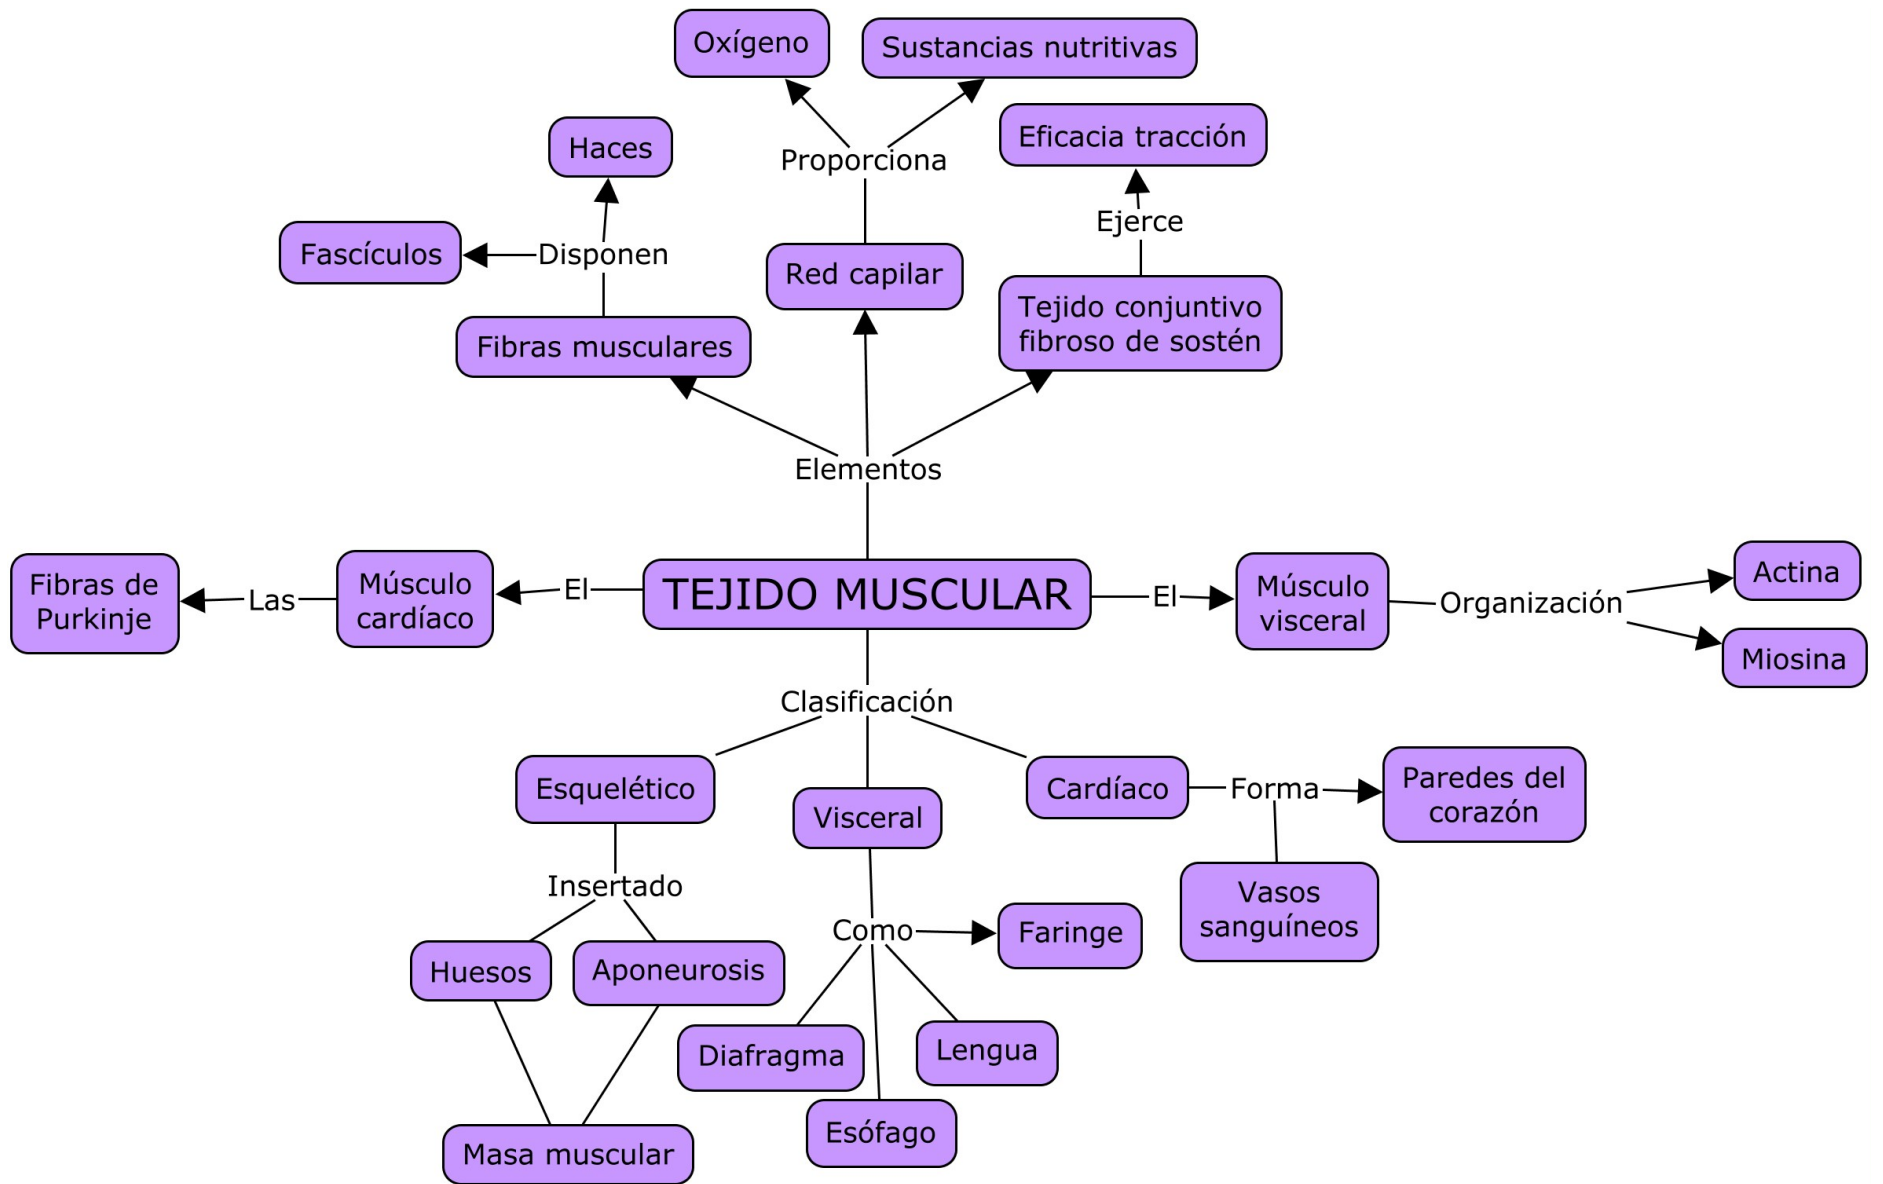 Oxígeno
Sustancias nutritivas
Eficacia tracción
Haces
Proporciona
Ejerce
Fascículos
Disponen
Red capilar
Tejido conjuntivo
fibroso de sostén
Fibras musculares
Elementos
Fibras de
Purkinje
Las
Músculo
cardíaco
El
TEJIDO MUSCULAR
El
Músculo
visceral
Organización
Actina
Miosina
Clasificación
Esquelético
Visceral
Cardíaco
Forma
Paredes del
corazón
Vasos
sanguíneos
Insertado
Como
Faringe
Huesos
Aponeurosis
Diafragma
Lengua
Esófago
Masa muscular